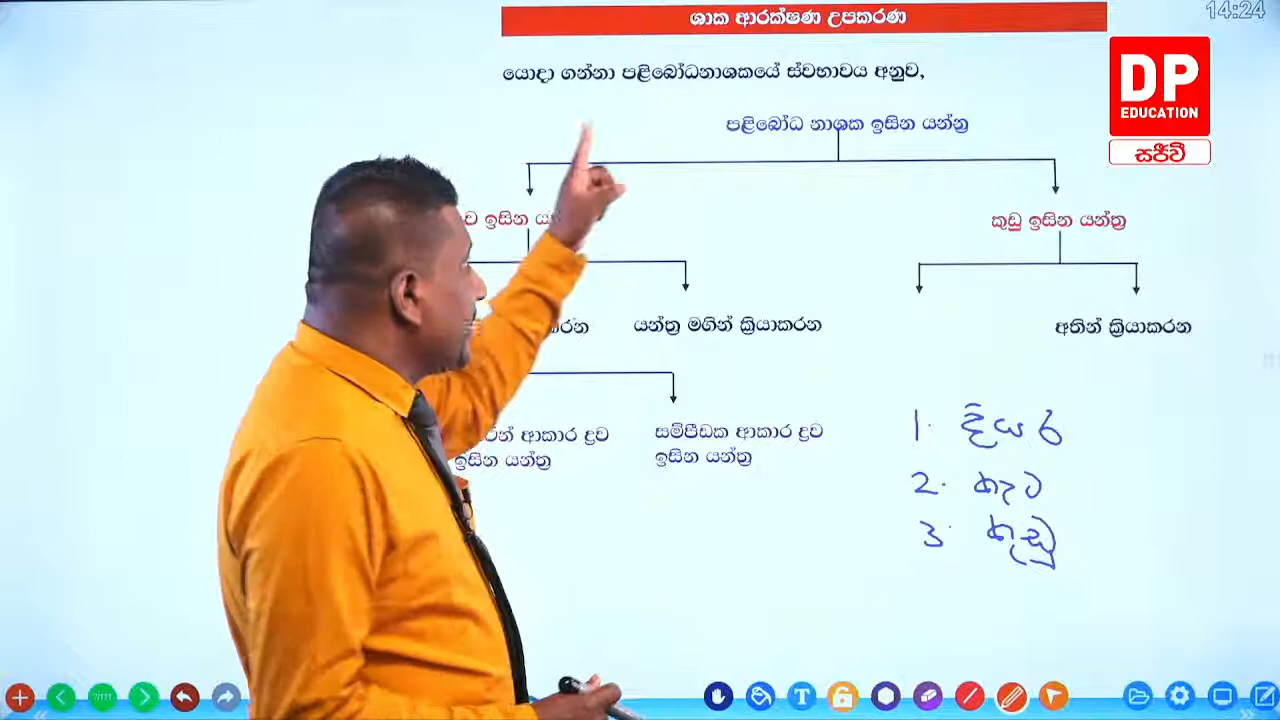 ශාක ආරක්ෂණ උපකරණ
14:24
DP
EDUCATION
සජීවී
යොදා ගන්නා පළිබෝධනාශකයේ ස්වභාවය අනුව,
පළිබෝධ නාශක ඉසින යන්ත්‍ර
ඉසින
කුඩු ඉසින යන්ත්‍ර
යන්ත්‍ර මගින් ක්‍රියාකරන
අතින් ක්‍රියාකරන
ආකාර ද්‍රව
ඉසින යන්ත්‍ර
සම්පීඩක ආකාර ද්‍රව
ඉසින යන්ත්‍ර
1. දියර
2. කැට
3. කුඩු
7/171